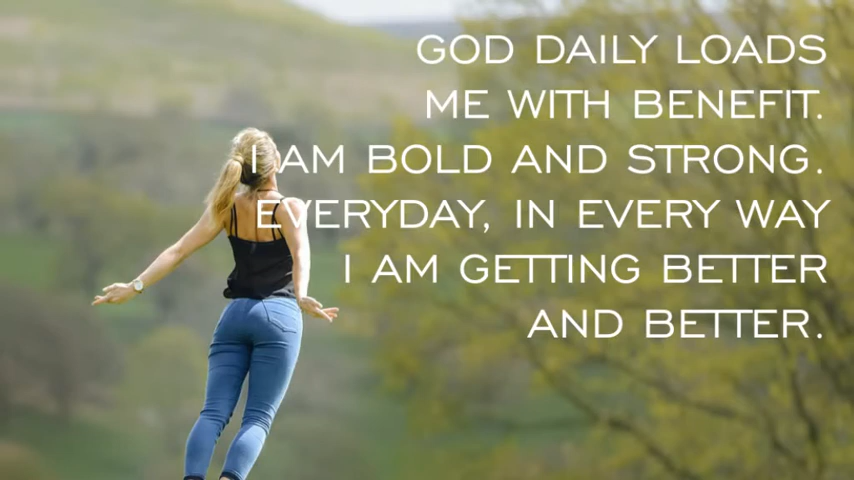 GOD DAILY LOADS
ME WITH BENEFIT.
I AM BOLD AND STRONG.
EVERYDAY, IN EVERY WAY
I AM GETTING BETTER
AND BETTER.